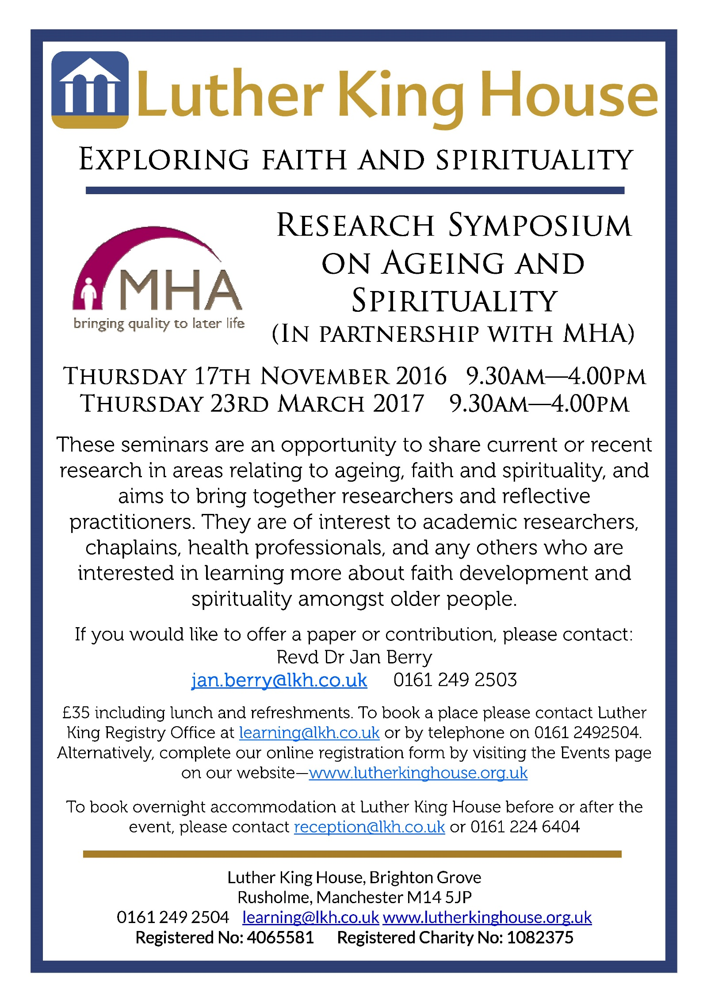 Luther King House
Exploring faith and spirituality
MHA
bringing quality to later life
Research Symposium
on Ageing and
Spirituality
(In partnership with MHA)
Thursday 17th November 2016 9.30am—4.00pm
Thursday 23rd March 2017 9.30am—4.00pm
These seminars are an opportunity to share current or recent
research in areas relating to ageing, faith and spirituality, and
aims to bring together researchers and reflective
practitioners. They are of interest to academic researchers,
chaplains, health professionals, and any others who are
interested in learning more about faith development and
spirituality amongst older people.
If you would like to offer a paper or contribution, please contact:
Revd Dr Jan Berry
jan.berry@lkh.co.uk 0161 249 2503
£35 including lunch and refreshments. To book a place please contact Luther
King Registry Office at learning@lkh.co.uk or by telephone on 0161 2492504.
Alternatively, complete our online registration form by visiting the Events page
on our website—www.lutherkinghouse.org.uk
To book overnight accommodation at Luther King House before or after the
event, please contact reception@lkh.co.uk or 0161 224 6404
Luther King House, Brighton Grove
Rusholme, Manchester M14 5JP
0161 249 2504 learning@lkh.co.uk www.lutherkinghouse.org.uk
Registered No: 4065581 Registered Charity No: 1082375